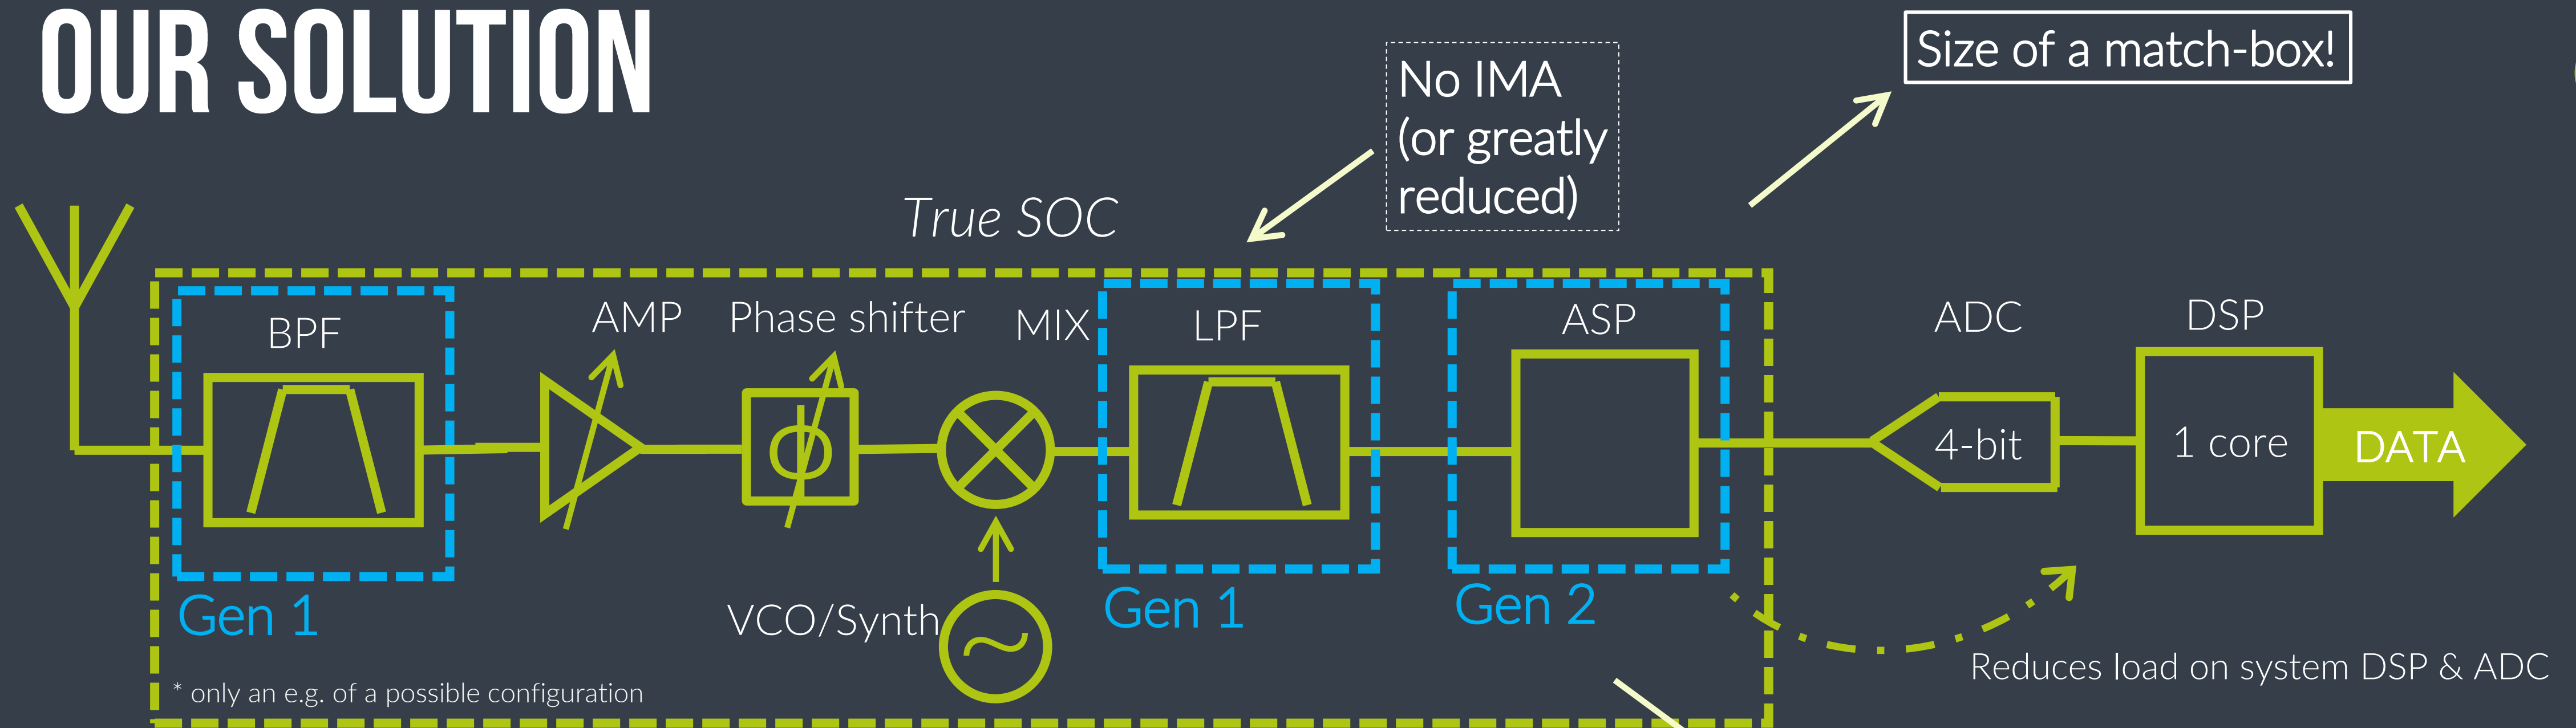 OUR SOLUTION
Size of a match-box!
No IMA
(or greatly
reduced)
True SOC
BPF
AMP
Phase shifter
MIX
LPF
ASP
ADC
DSP
Φ
4-bit
1 core
DATA
Gen 1
VCO/Synth
Gen 1
Gen 2
Reduces load on system DSP & ADC
* only an e.g. of a possible configuration